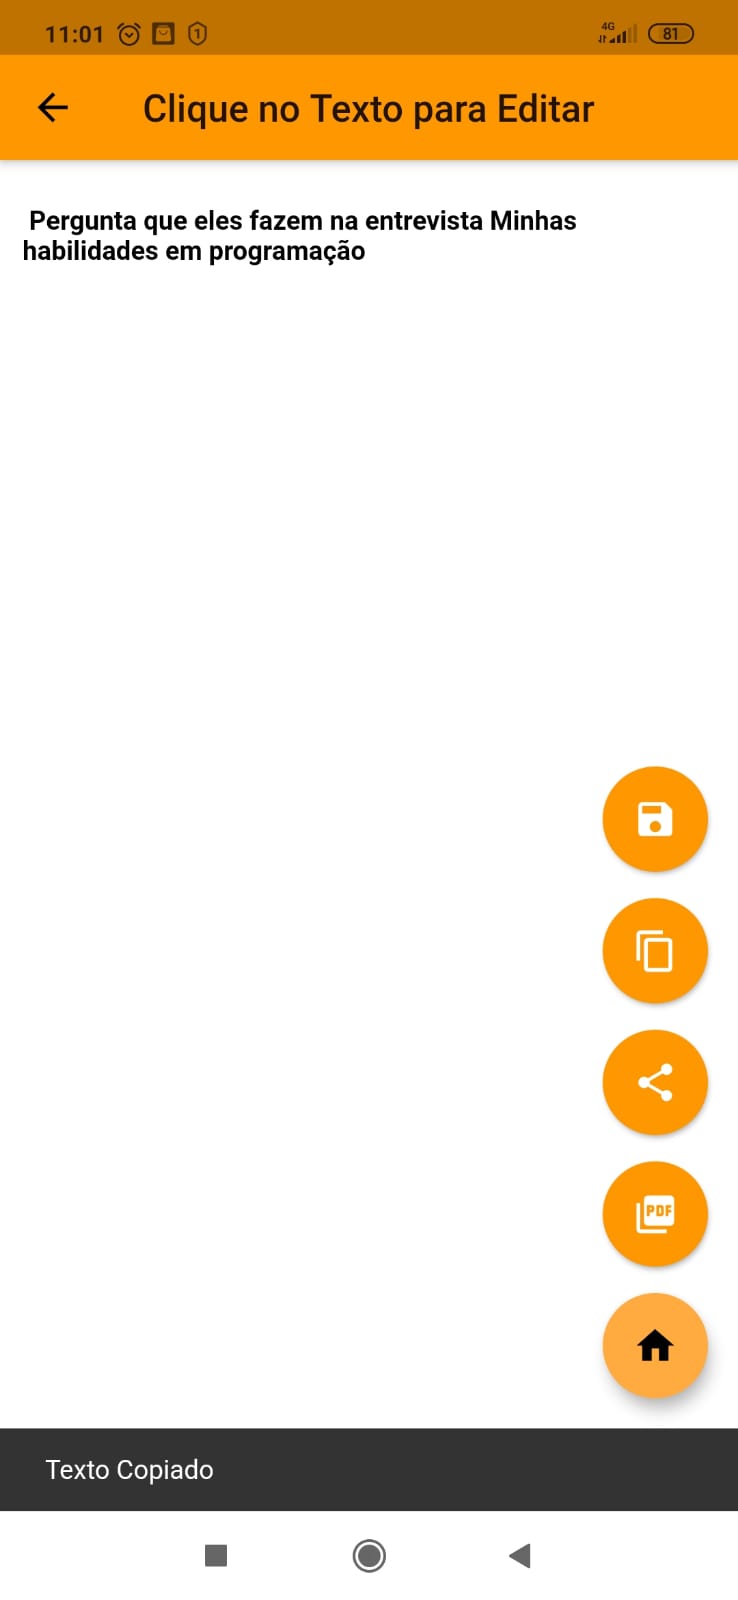 11:01
1
4G
81
Clique no Texto para Editar
Pergunta que eles fazem na entrevista Minhas
habilidades em programação
PDF
Texto Copiado